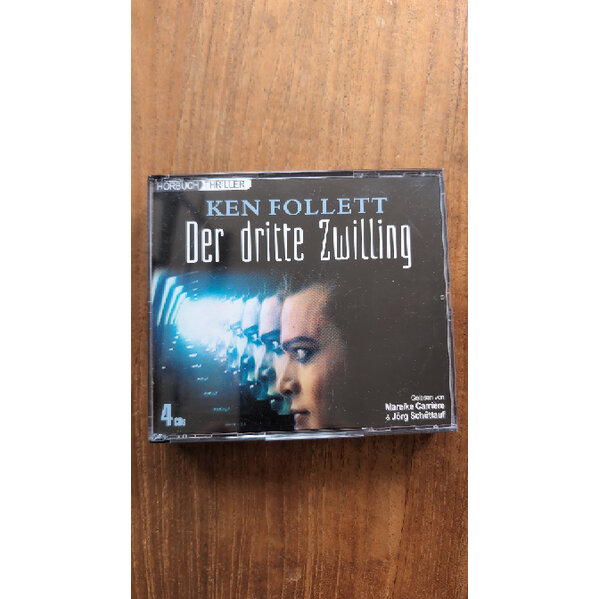 HÖRBUCH THRILLER
KEN FOLLETT
Der dritte Zwilling
Gelesen von
Mareike Carrière
& Jörg Schüttauf
4 CDs